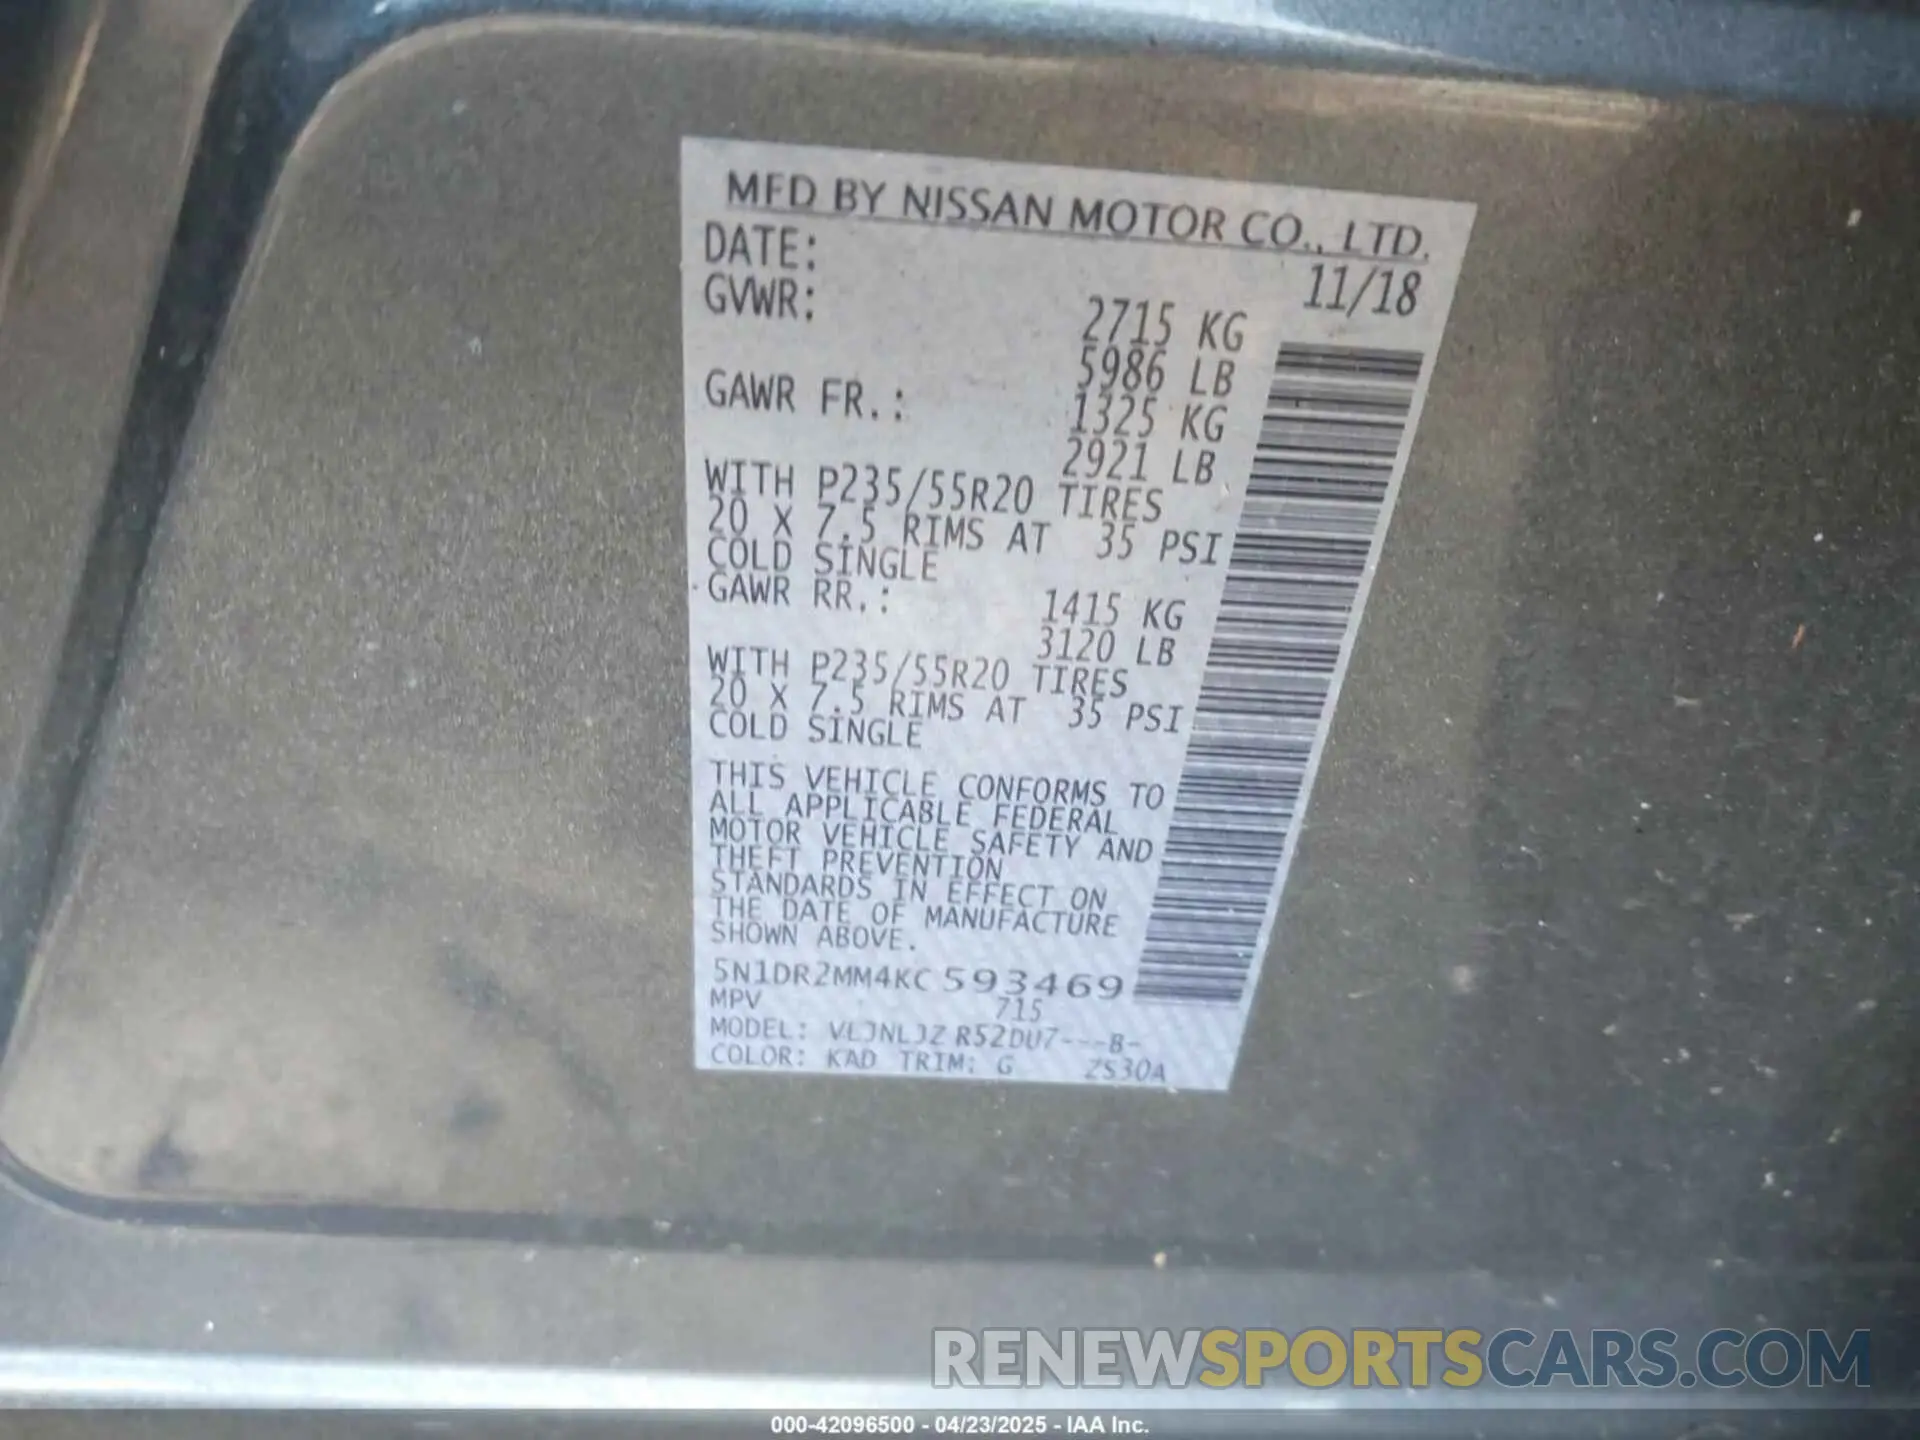 MFD BY NISSAN MOTOR CO., LTD.
DATE: 11/18
GVWR: 2715 KG
5986 LB
GAWR FR.: 1325 KG
2921 LB
WITH P235/55R20 TIRES
20 X 7.5 RIMS AT 35 PSI
COLD SINGLE
GAWR RR.: 1415 KG
3120 LB
WITH P235/55R20 TIRES
20 X 7.5 RIMS AT 35 PSI
COLD SINGLE
THIS VEHICLE CONFORMS TO
ALL APPLICABLE FEDERAL
MOTOR VEHICLE SAFETY AND
THEFT PREVENTION
STANDARDS IN EFFECT ON
THE DATE OF MANUFACTURE
SHOWN ABOVE.
5N1DR2MM4KC 593469
MPV 715
MODEL: VLJNLJZ R52DU7---B-
COLOR: KAD TRIM: G ZS30A
RENEWSPORTSCARS.COM
000-42096500 - 04/23/2025 - IAA Inc.